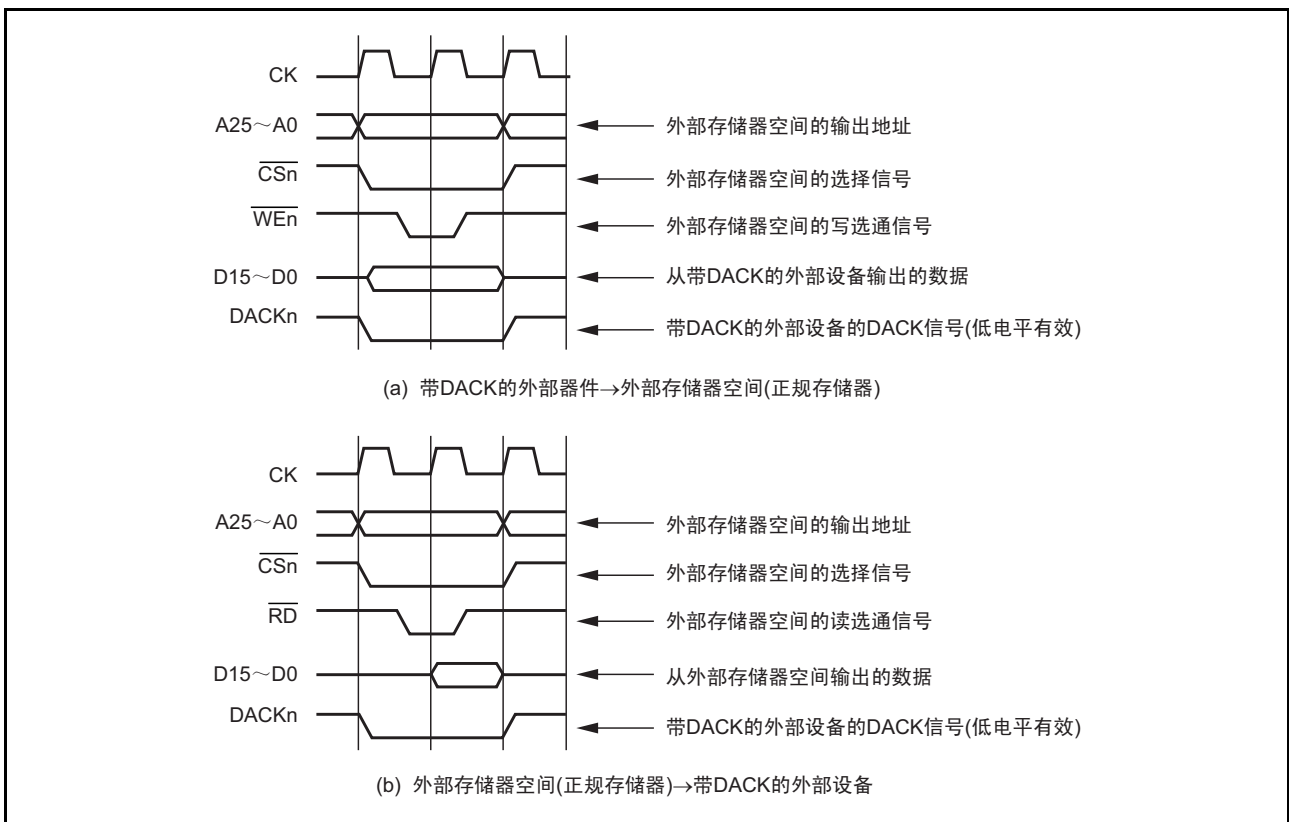 CK
A25～A0 外部存储器空间的输出地址
CSn 外部存储器空间的选择信号
WEn 外部存储器空间的写选通信号
D15～D0 从带DACK的外部设备输出的数据
DACKn 带DACK的外部设备的DACK信号(低电平有效)
(a) 带DACK的外部器件→外部存储器空间(正规存储器)
CK
A25～A0 外部存储器空间的输出地址
CSn 外部存储器空间的选择信号
RD 外部存储器空间的读选通信号
D15～D0 从外部存储器空间输出的数据
DACKn 带DACK的外部设备的DACK信号(低电平有效)
(b) 外部存储器空间(正规存储器)→带DACK的外部设备